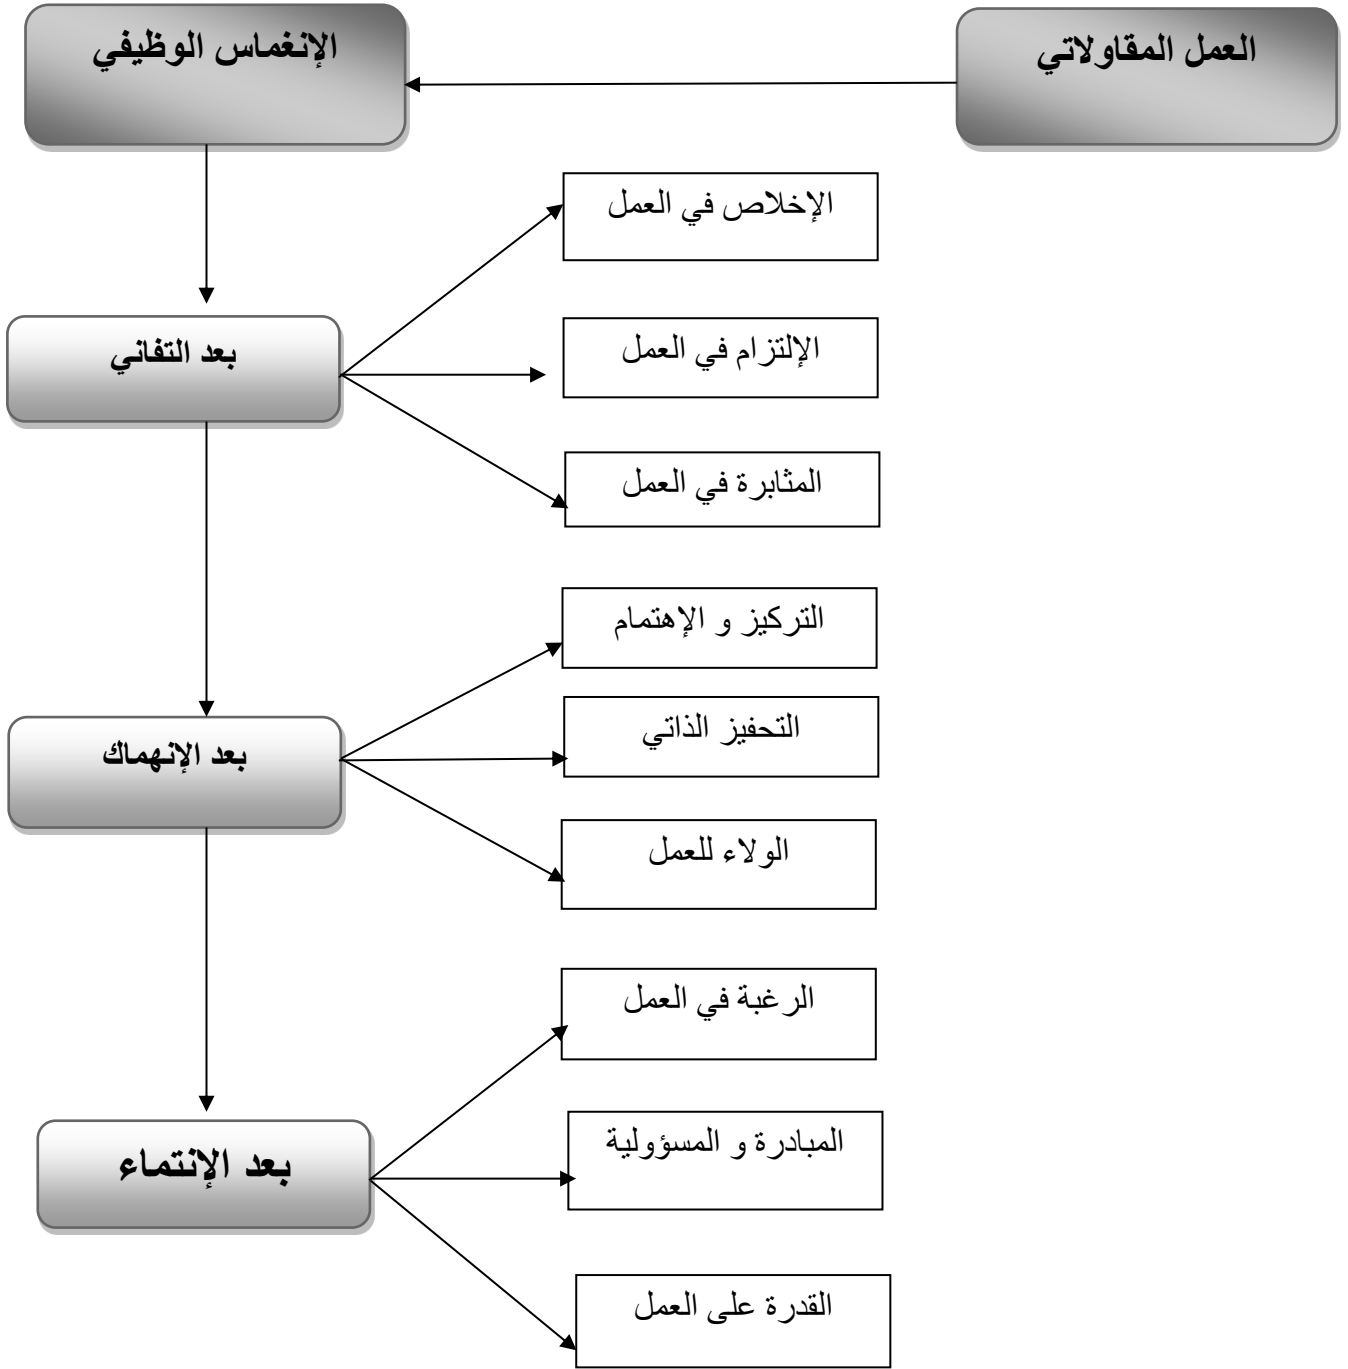 العمل المقاولاتي
الإنغماس الوظيفي
الإخلاص في العمل
بعد التفاني
الإلتزام في العمل
المثابرة في العمل
التركيز و الإهتمام
التحفيز الذاتي
بعد الإنهماك
الولاء للعمل
الرغبة في العمل
المبادرة و المسؤولية
بعد الإنتماء
القدرة على العمل